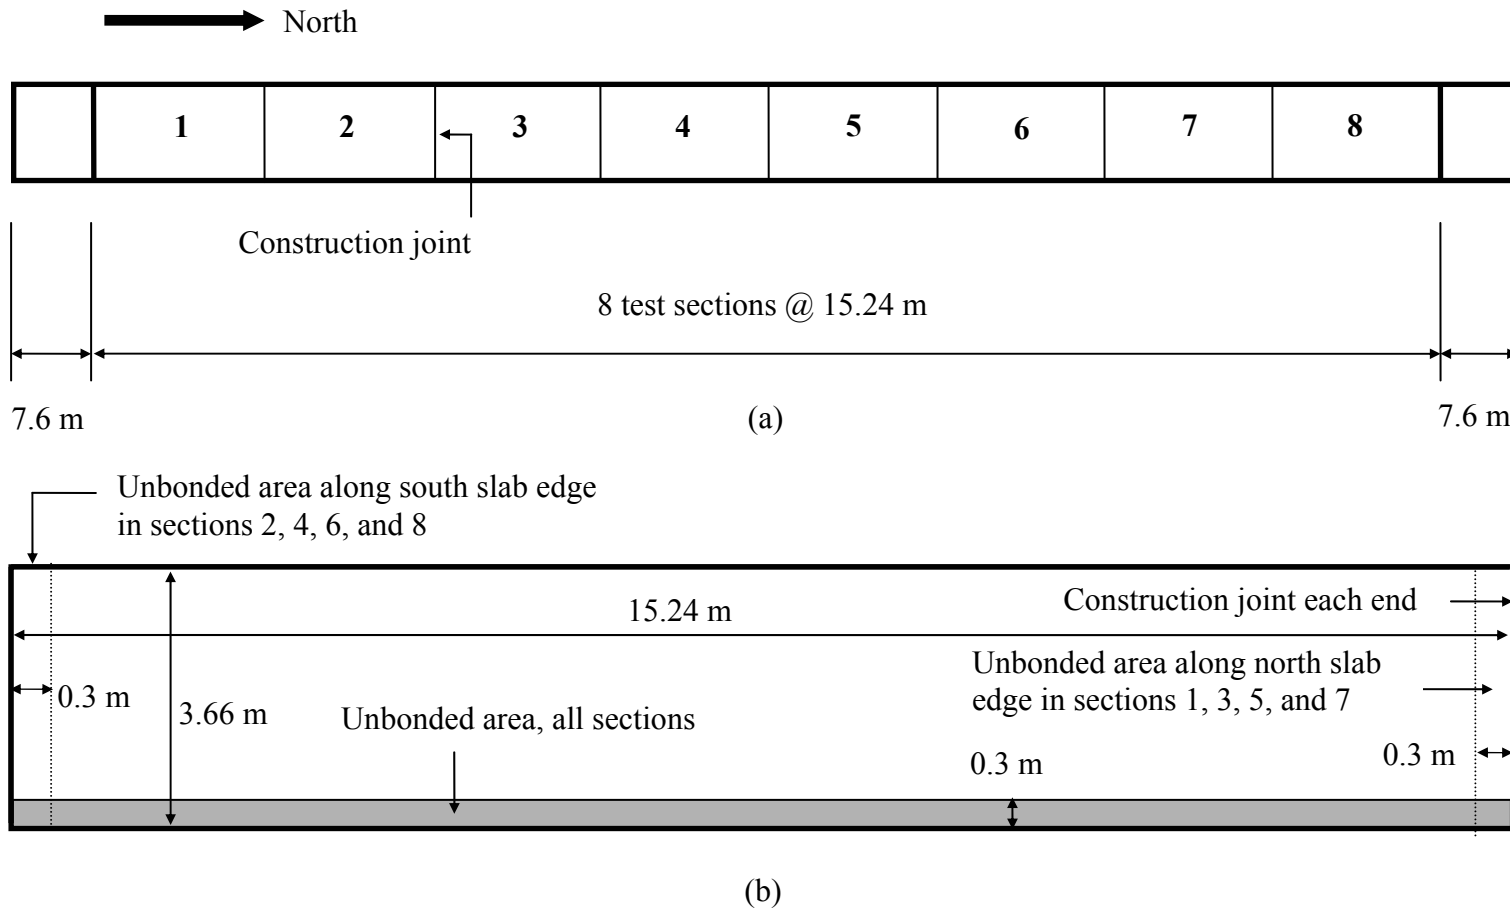 North
1 2 3 4 5 6 7 8
Construction joint
8 test sections @ 15.24 m
7.6 m
(a)
7.6 m
Unbonded area along south slab edge
in sections 2, 4, 6, and 8
Construction joint each end
15.24 m
Unbonded area along north slab
edge in sections 1, 3, 5, and 7
0.3 m
3.66 m
Unbonded area, all sections
0.3 m
0.3 m
(b)